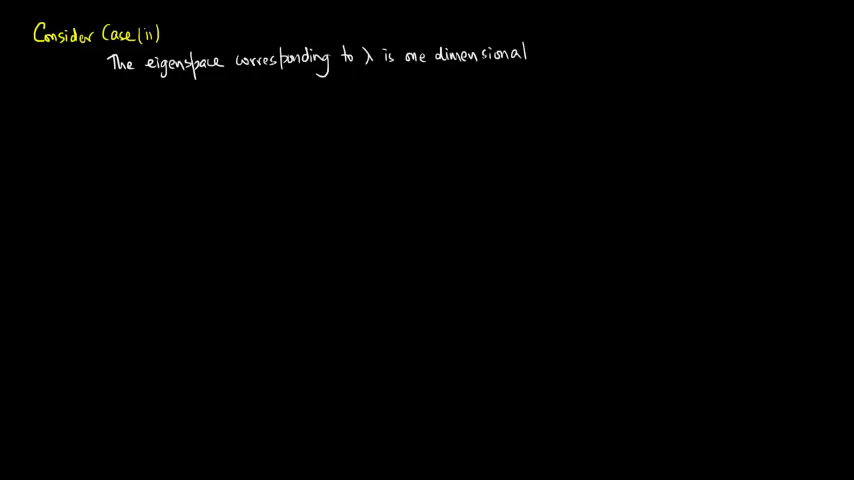 Consider Case(ii)
The eigenspace corresponding to λ is one dimensional